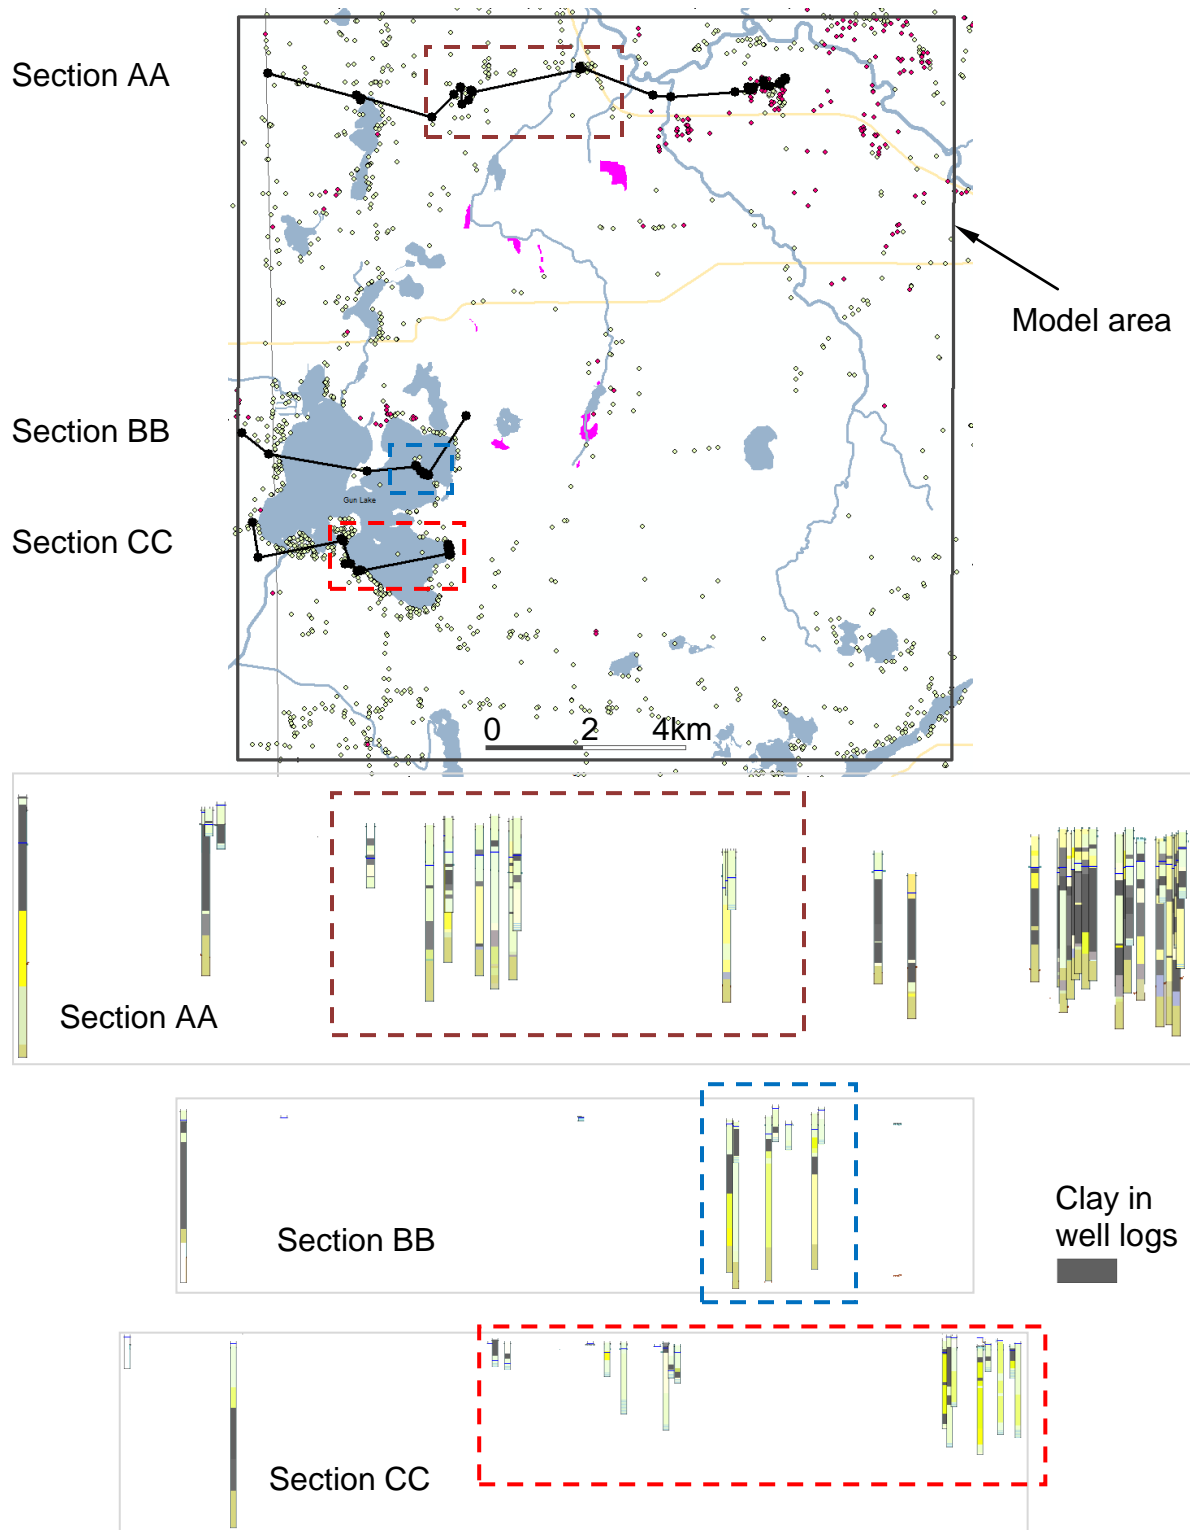 Section AA
Model area
Section BB
Gun Lake
Section CC
0 2 4km
Section AA
Section BB
Clay in
well logs
Section CC